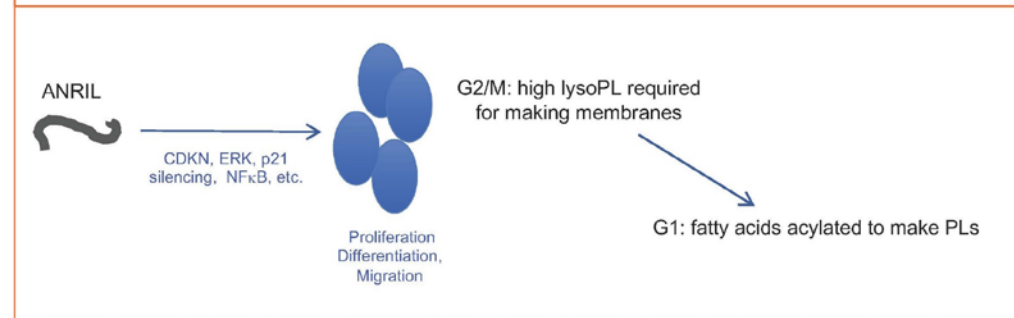 ANRIL
CDKN, ERK, p21
silencing, NFκB, etc.
Proliferation
Differentiation,
Migration
G2/M: high lysoPL required
for making membranes
G1: fatty acids acylated to make PLs